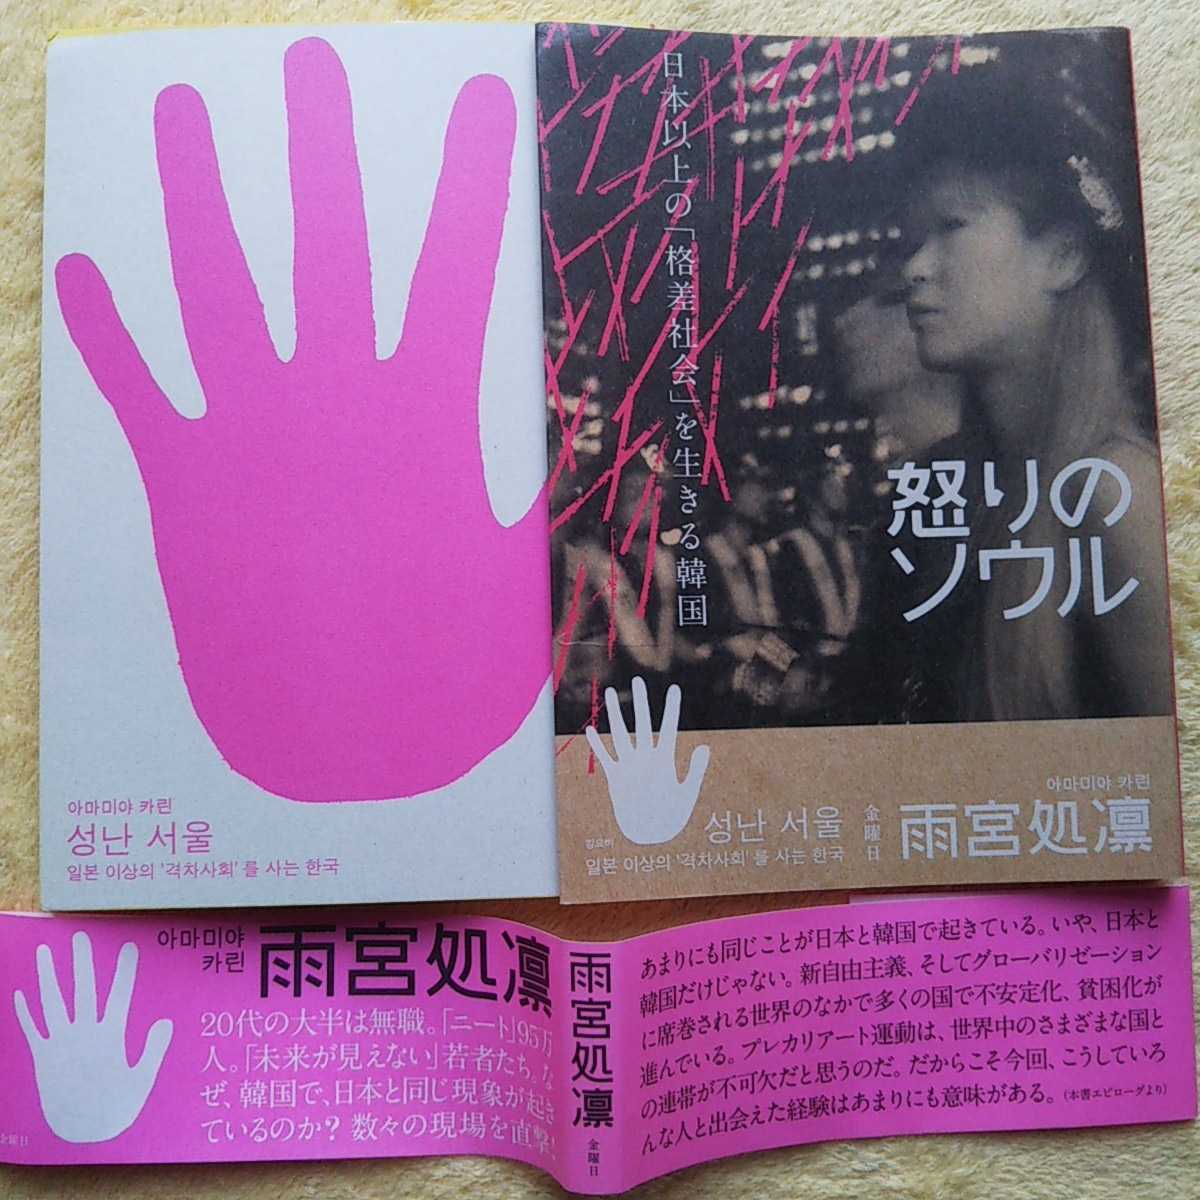 아마미야 카린
성난 서울
일본 이상의 '격차사회' 를 사는 한국
日本以上の「格差社会」を生きる韓国
怒りの
ソウル
아마미야 카린
雨宮処凛
金曜日
성난 서울
김요비
일본 이상의 '격차사회' 를 사는 한국
아마미야
카린
雨宮処凛
20代の大半は無職。「ニート」95万
人。「未来が見えない」若者たち。な
ぜ、韓国で、日本と同じ現象が起き
ているのか? 数々の現場を直撃!
金曜日
雨宮処凛
金曜日
あまりにも同じことが日本と韓国で起きている。いや、日本と
韓国だけじゃない。新自由主義、そしてグローバリゼーション
に席巻される世界のなかで多くの国で不安定化、貧困化が
進んでいる。プレカリアート運動は、世界中のさまざまな国と
の連帯が不可欠だと思うのだ。だからこそ今回、こうしていろ
んな人と出会えた経験はあまりにも意味がある。(本書エピローグより)